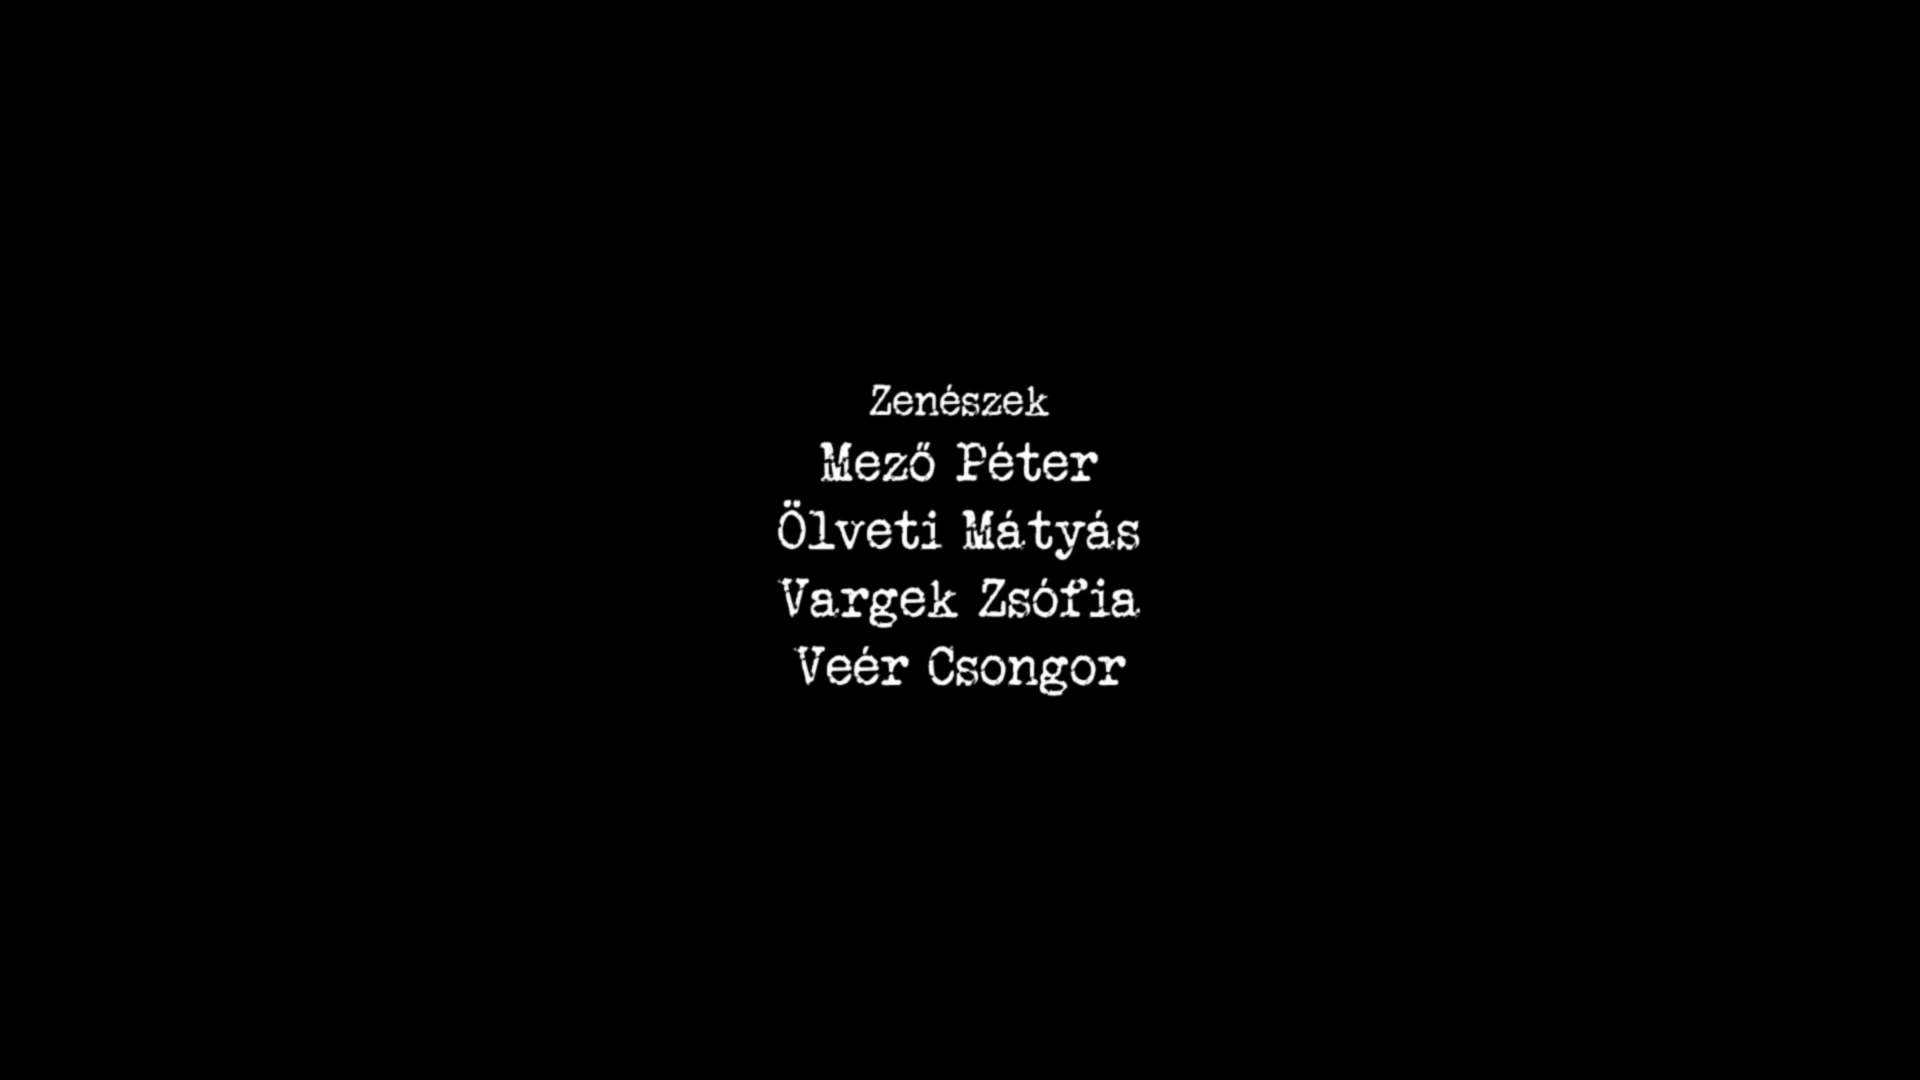 Zenészek
Mező Péter
Ölveti Mátyás
Vargek Zsófia
Veér Csongor